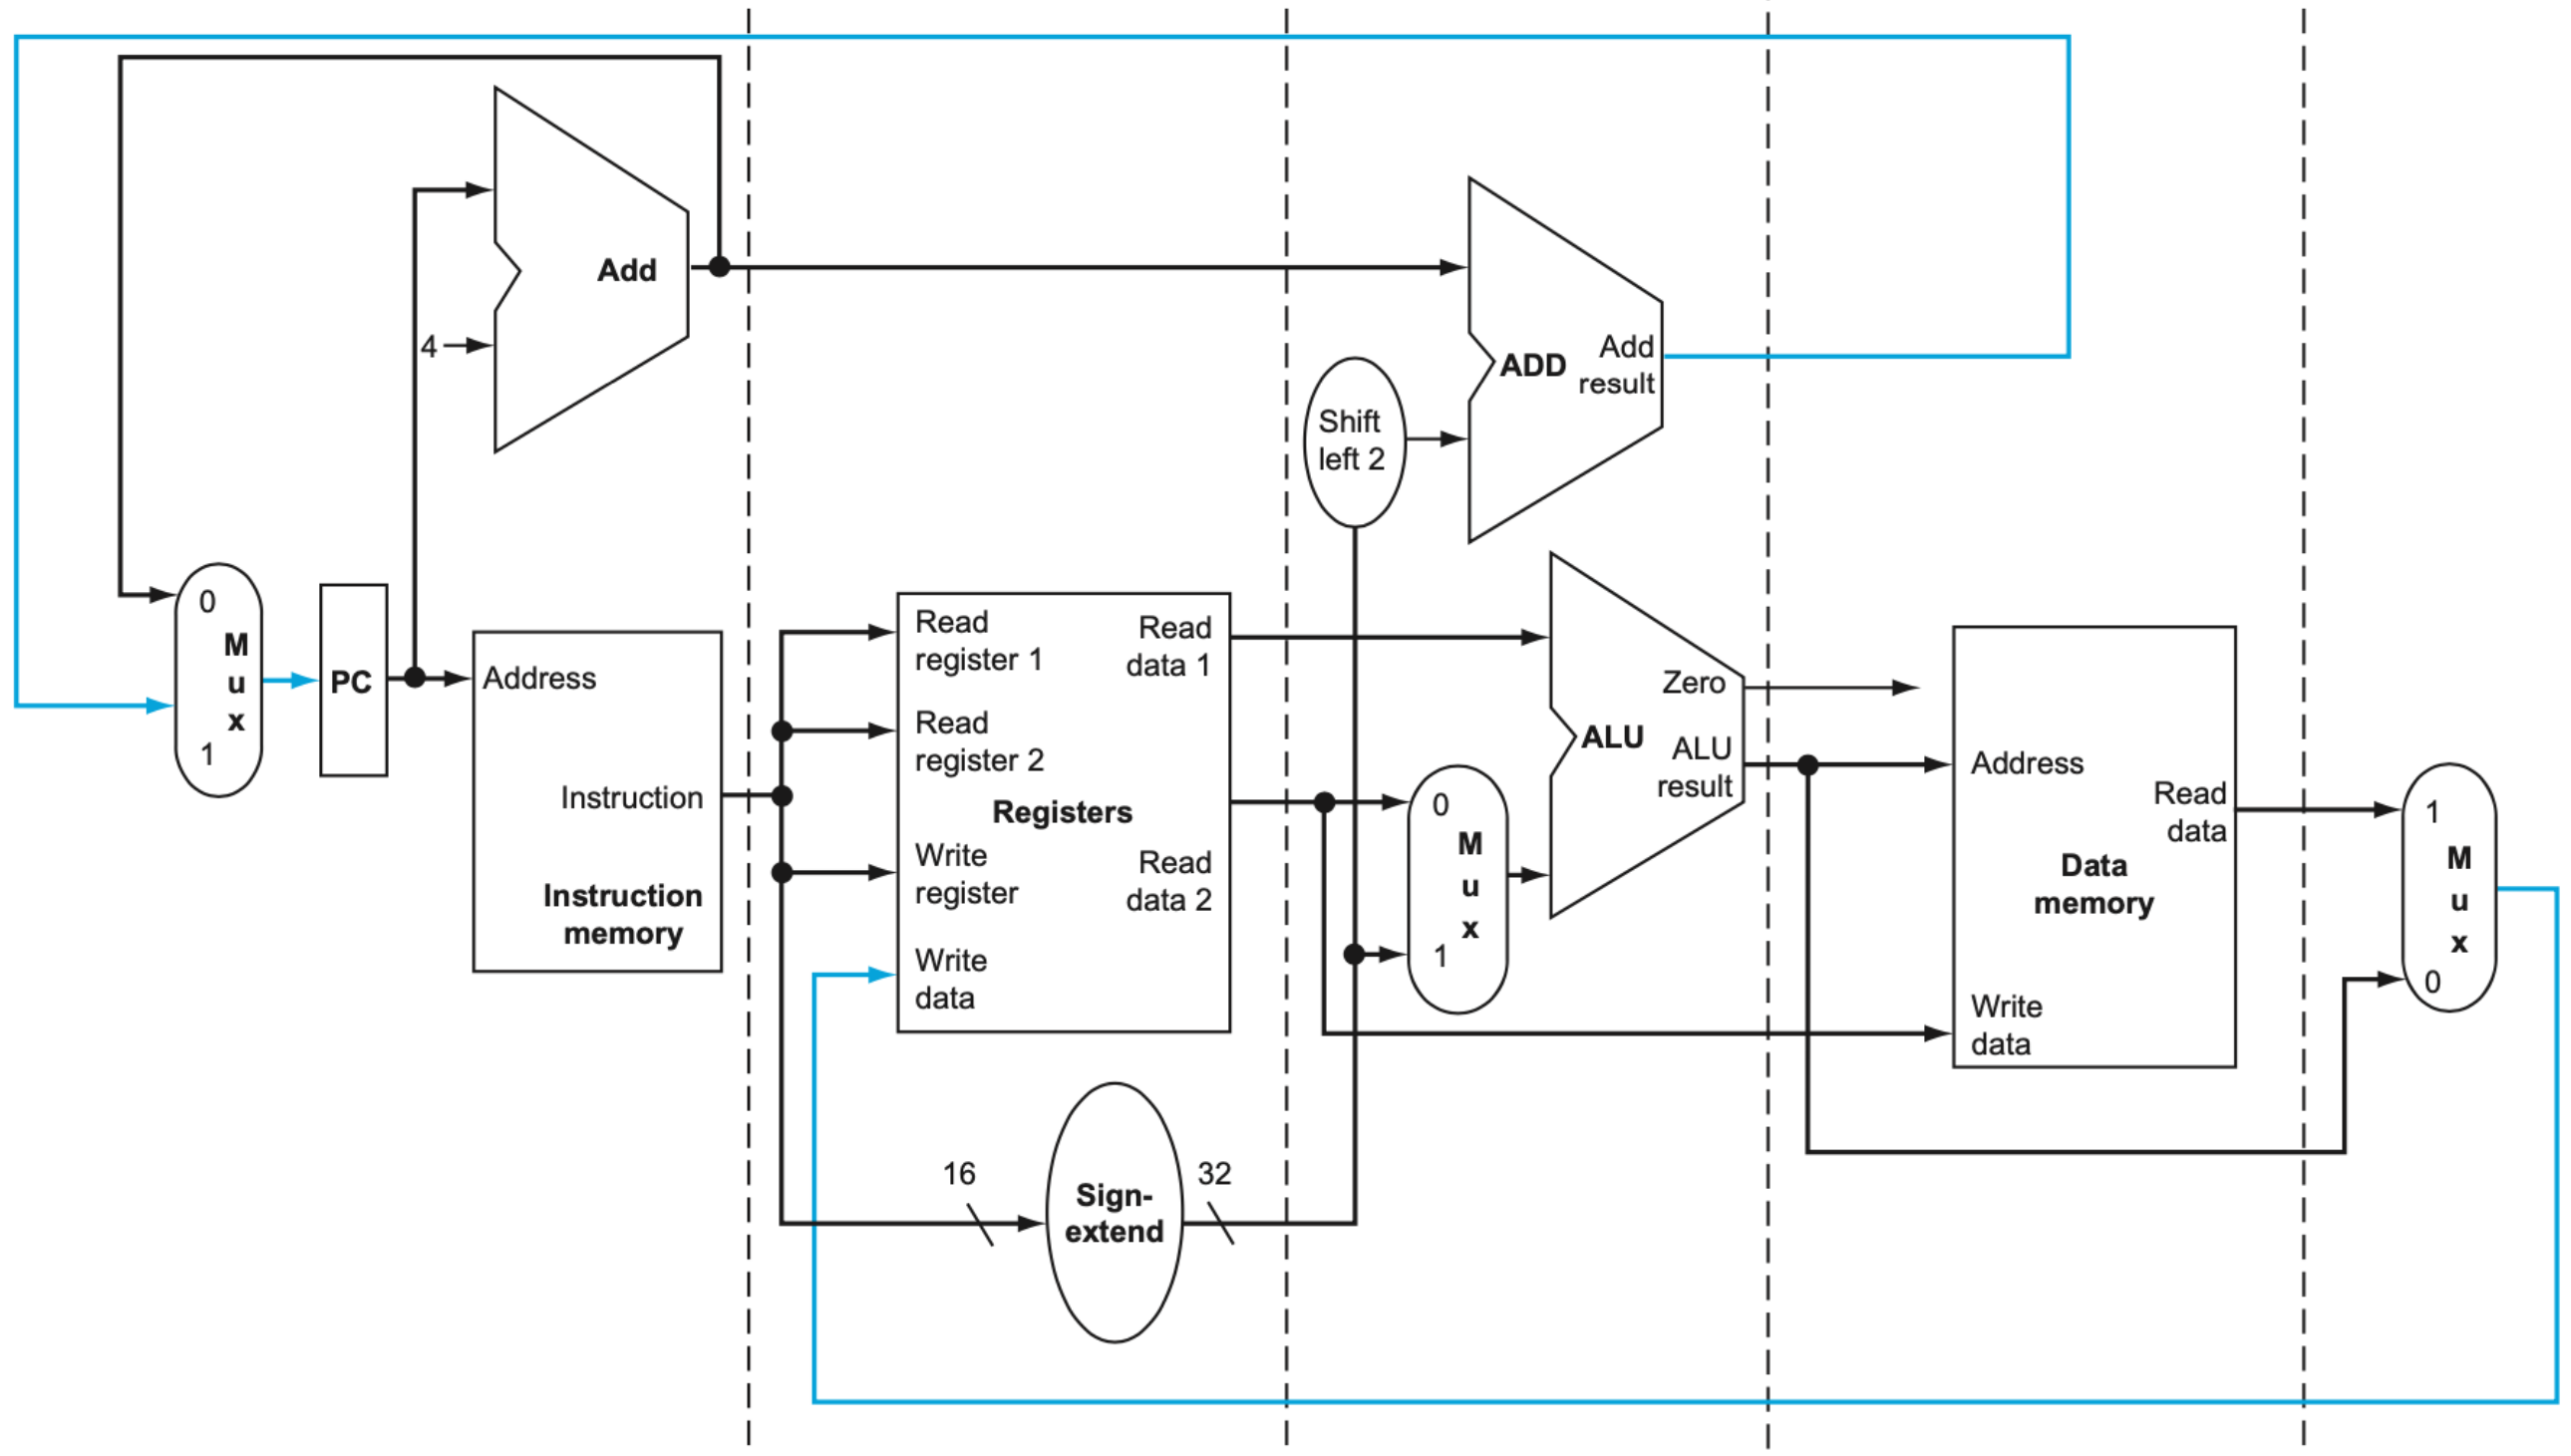 Add
4
ADD
Add
result
Shift
left 2
0
M
u
x
1
PC
Address
Instruction
Instruction
memory
Read
register 1
Read
data 1
Read
register 2
Registers
Write
register
Read
data 2
Write
data
16
Sign-
extend
32
0
M
u
x
1
Zero
ALU
ALU
result
Address
Read
data
Data
memory
Write
data
1
M
u
x
0